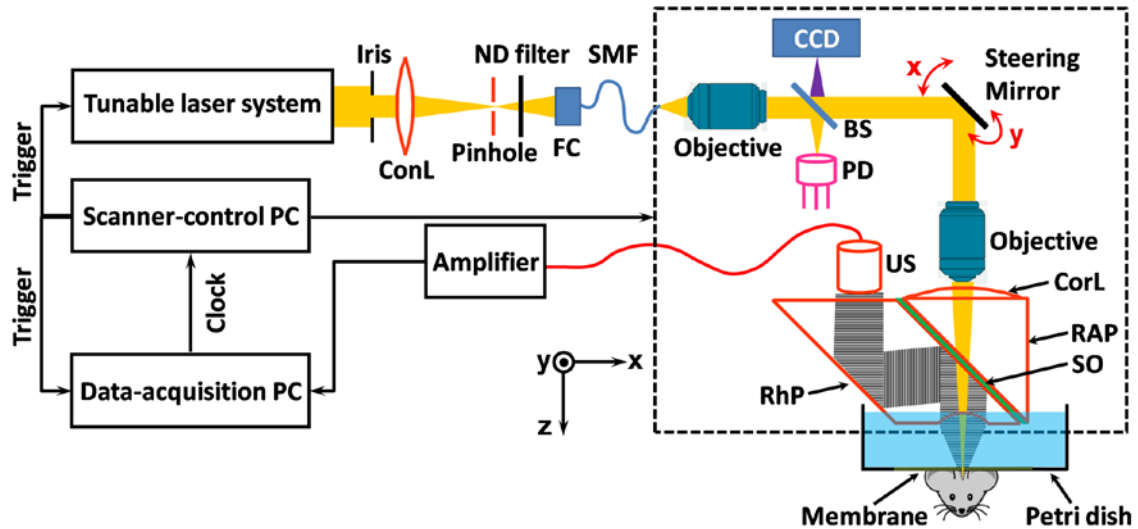 Iris
ND filter
SMF
CCD
Steering
Mirror
x
Tunable laser system
BS
y
Pinhole
FC
Objective
ConL
PD
Trigger
Scanner-control PC
Objective
Amplifier
US
CorL
Trigger
Clock
RAP
y
x
SO
Data-acquisition PC
RhP
z
Membrane
Petri dish